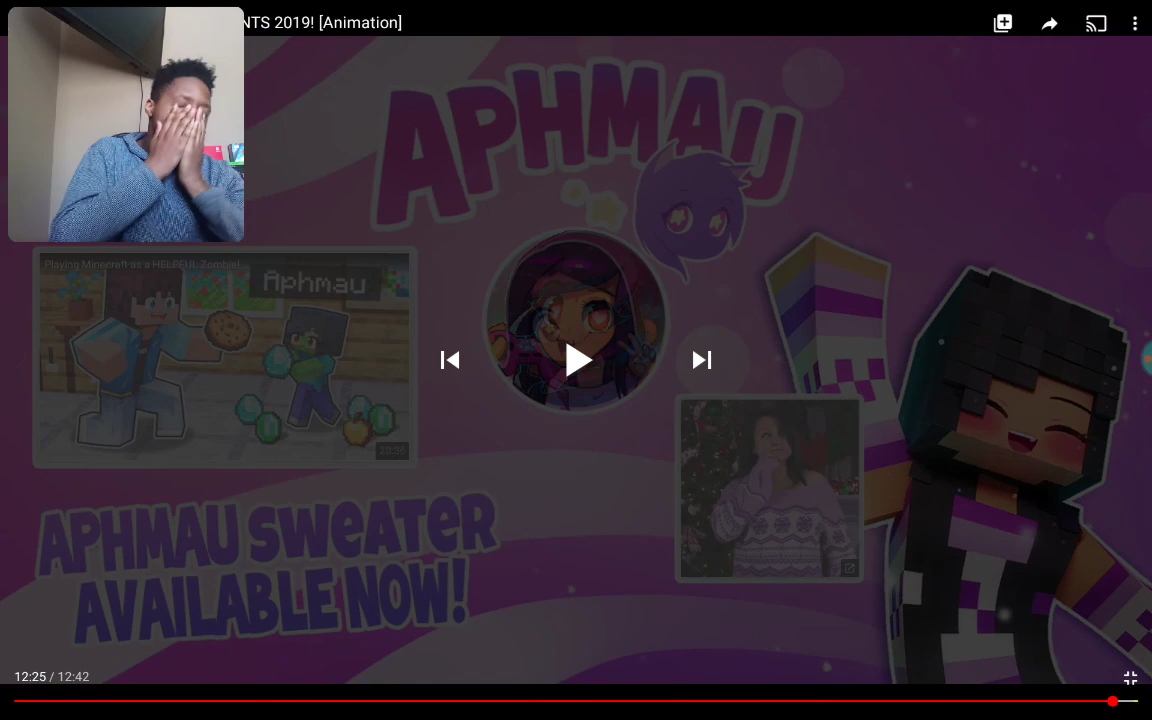 NTS 2019! [Animation]
APHMAU
Playing Minecraft as a HELPFUL Zombie!
Aphmau
20:36
APHMAU SWEATER
AVAILABLE NOW!
12:25 / 12:42